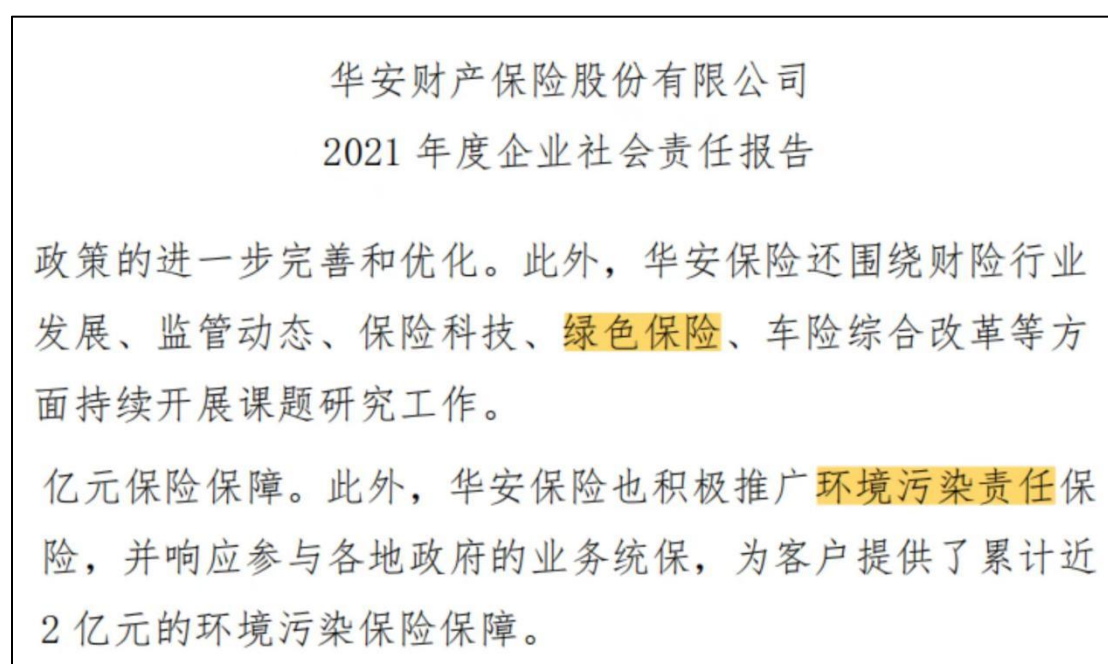 华安财产保险股份有限公司
2021 年度企业社会责任报告
政策的进一步完善和优化。此外，华安保险还围绕财险行业
发展、监管动态、保险科技、绿色保险、车险综合改革等方
面持续开展课题研究工作。
亿元保险保障。此外，华安保险也积极推广环境污染责任保
险，并响应参与各地政府的业务统保，为客户提供了累计近
2 亿元的环境污染保险保障。